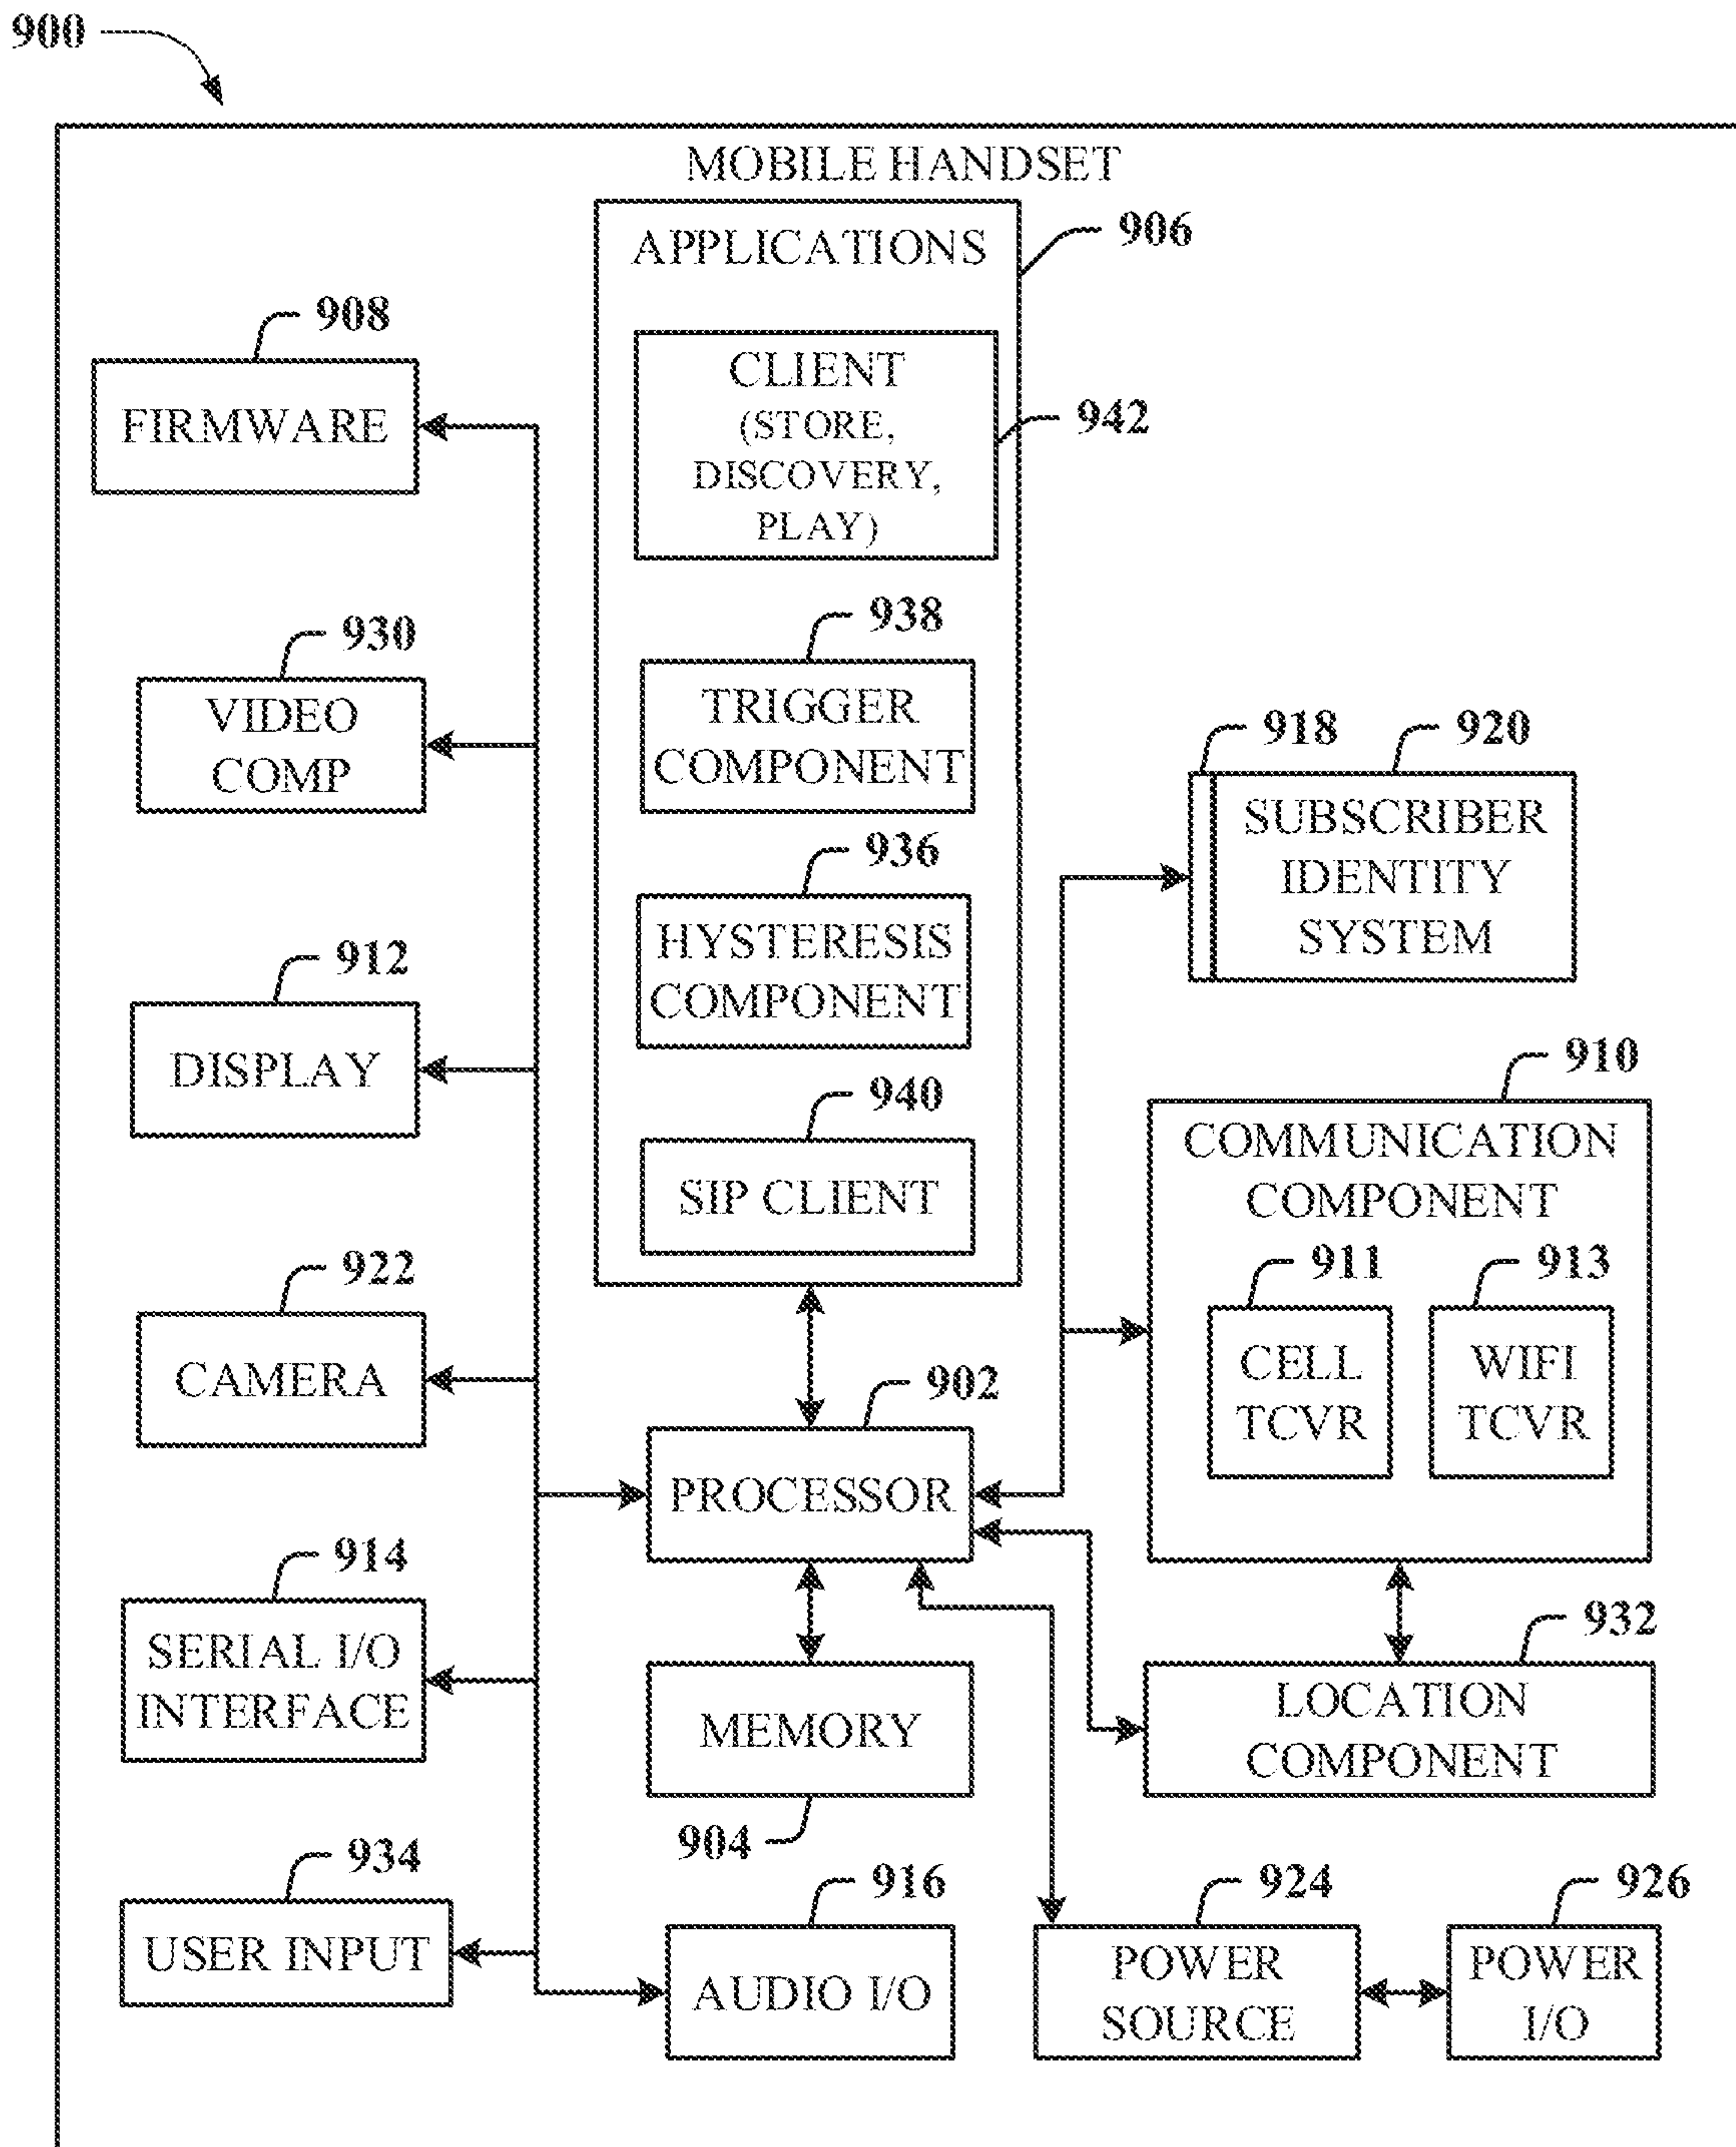 900
MOBILE HANDSET
APPLICATIONS
906
CLIENT
(STORE,
DISCOVERY,
PLAY)
942
908
FIRMWARE
938
TRIGGER
COMPONENT
930
VIDEO
COMP
918
920
SUBSCRIBER
IDENTITY
SYSTEM
936
HYSTERESIS
COMPONENT
912
DISPLAY
940
SIP CLIENT
910
COMMUNICATION
COMPONENT
911
CELL
TCVR
913
WIFI
TCVR
922
CAMERA
902
PROCESSOR
914
SERIAL I/O
INTERFACE
MEMORY
904
932
LOCATION
COMPONENT
934
USER INPUT
916
AUDIO I/O
924
POWER
SOURCE
926
POWER
I/O